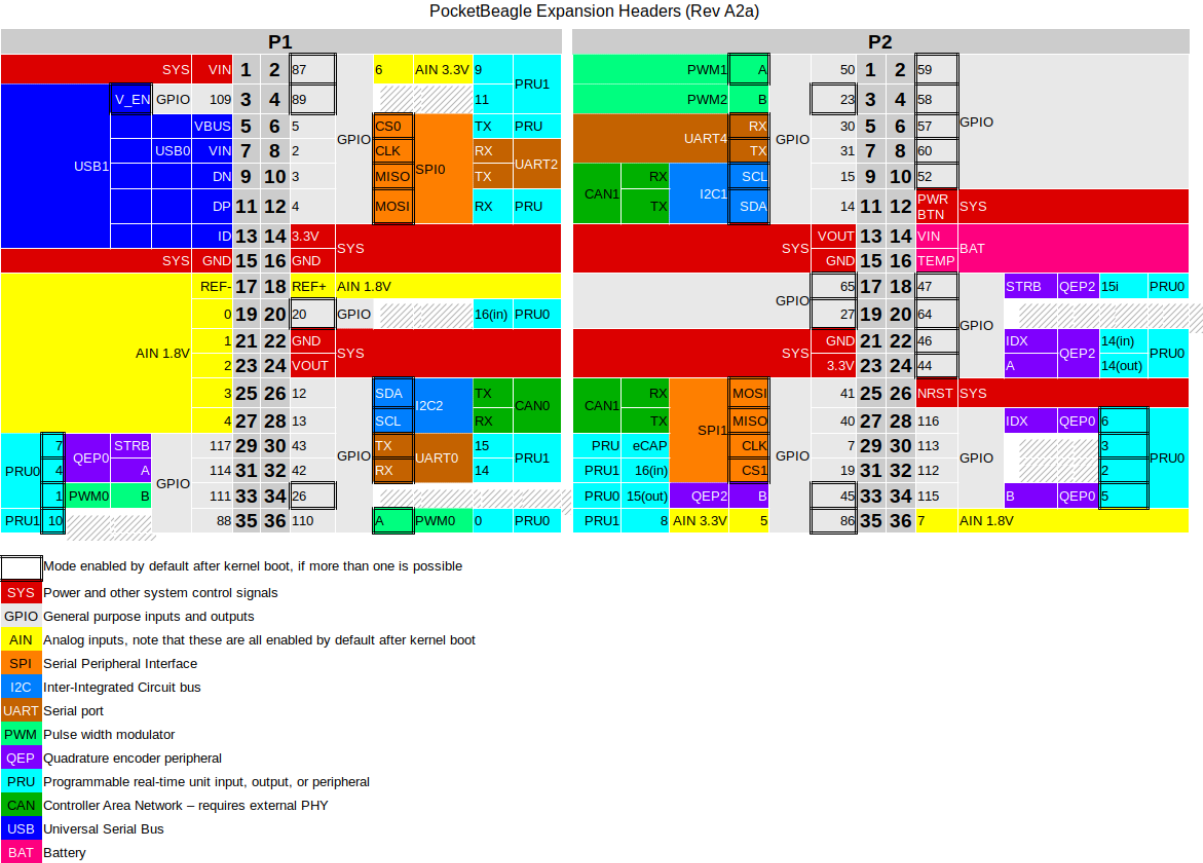 PocketBeagle Expansion Headers (Rev A2a)
P1 P2
SYS VIN 1 2 87 6 AIN 3.3V 9 PRU1 PWM1 A 50 1 2 59
V_EN GPIO 109 3 4 89 11 PWM2 B 23 3 4 58 GPIO
VBUS 5 6 5 GPIO CS0 TX PRU UART4 RX GPIO 30 5 6 57
USB1 USB0 VIN 7 8 2 CLK SPI0 RX UART2 TX 31 7 8 60
DN 9 10 3 MISO TX CAN1 RX I2C1 SCL 15 9 10 52
DP 11 12 4 MOSI RX PRU TX SDA 14 11 12 PWR BTN SYS
ID 13 14 3.3V SYS SYS VOUT 13 14 VIN BAT
SYS GND 15 16 GND GND 15 16 TEMP
REF- 17 18 REF+ AIN 1.8V GPIO 65 17 18 47 STRB QEP2 15i PRU0
0 19 20 20 GPIO 16(in) PRU0 27 19 20 64 GPIO
AIN 1.8V 1 21 22 GND SYS SYS GND 21 22 46 IDX QEP2 14(in) PRU0
2 23 24 VOUT 3.3V 23 24 44 A 14(out)
3 25 26 12 SDA I2C2 TX CAN0 CAN1 RX SPI1 MOSI 41 25 26 NRST SYS
4 27 28 13 SCL RX TX MISO 40 27 28 116 IDX QEP0 6
PRU0 7 QEP0 STRB GPIO 117 29 30 43 GPIO TX UART0 15 PRU1 PRU eCAP CLK GPIO 7 29 30 113 GPIO 3 PRU0
4 A 114 31 32 42 RX 14 PRU1 16(in) CS1 19 31 32 112 2
1 PWM0 B 111 33 34 26 PRU0 15(out) QEP2 B 45 33 34 115 B QEP0 5
PRU1 10 88 35 36 110 A PWM0 0 PRU0 PRU1 8 AIN 3.3V 5 86 35 36 7 AIN 1.8V
Mode enabled by default after kernel boot, if more than one is possible
SYS Power and other system control signals
GPIO General purpose inputs and outputs
AIN Analog inputs, note that these are all enabled by default after kernel boot
SPI Serial Peripheral Interface
I2C Inter-Integrated Circuit bus
UART Serial port
PWM Pulse width modulator
QEP Quadrature encoder peripheral
PRU Programmable real-time unit input, output, or peripheral
CAN Controller Area Network – requires external PHY
USB Universal Serial Bus
BAT Battery